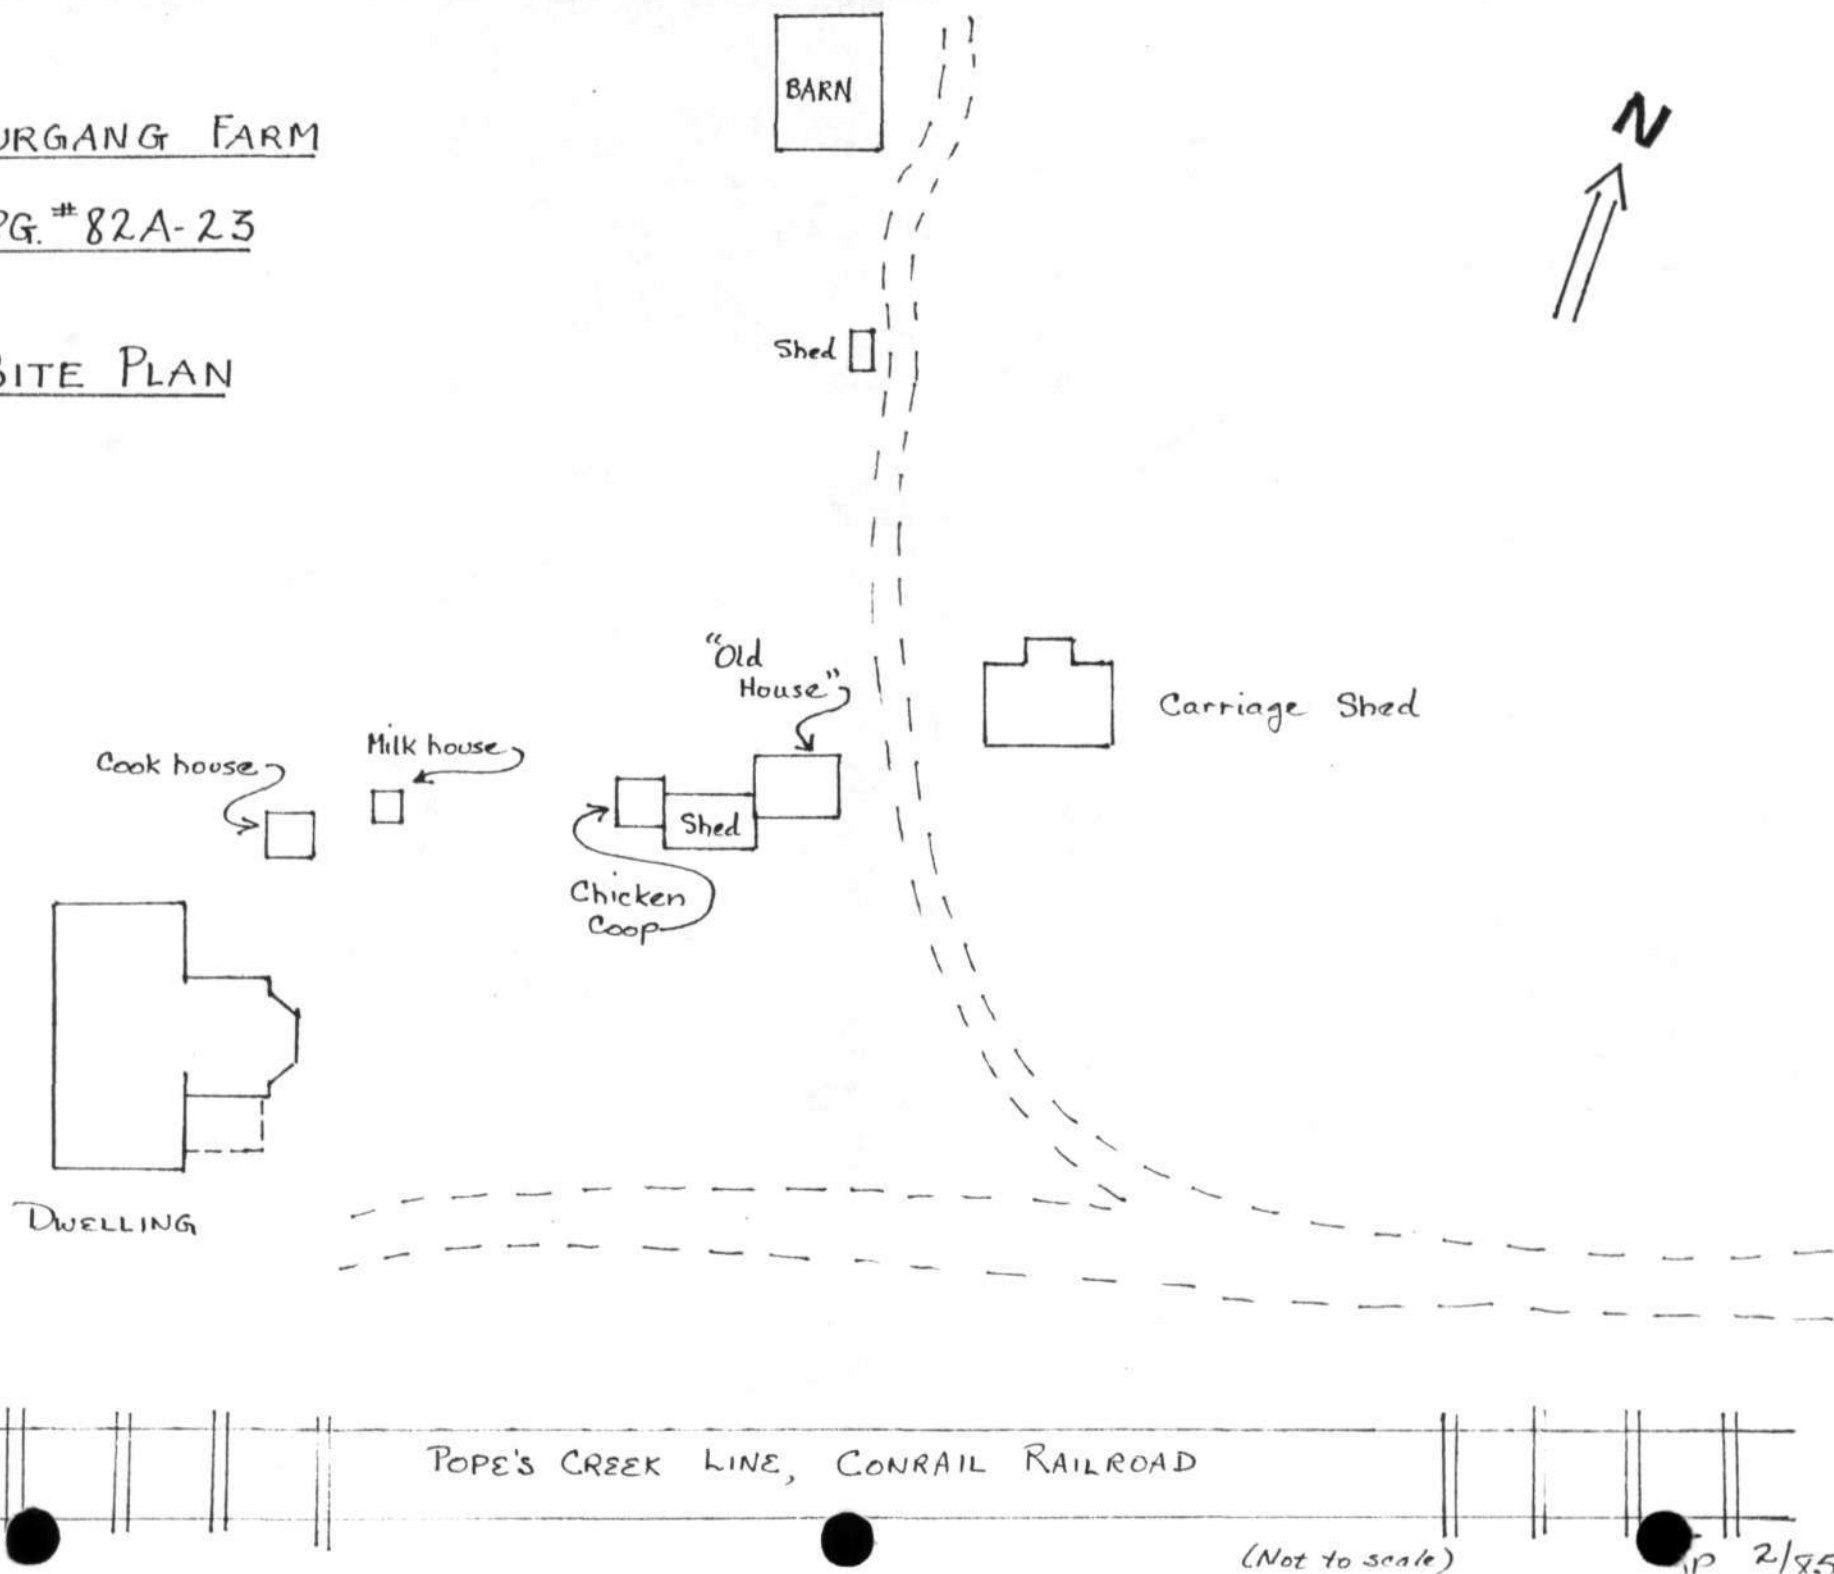 BARN
N
URGANG FARM
PG. #82A-23
SITE PLAN
Shed
"Old
House"
Carriage Shed
Milk house
Cook house
Shed
Chicken
Coop
DWELLING
POPE'S CREEK LINE, CONRAIL RAILROAD
(Not to scale)
2/85